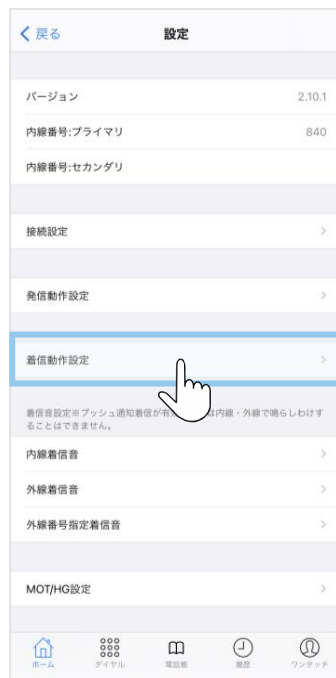 戻る 設定
バージョン 2.10.1
内線番号:プライマリ 840
内線番号:セカンダリ
接続設定
発信動作設定
着信動作設定
着信音設定※プッシュ通知着信が有 は内線・外線で鳴らしわけす
ることはできません。
内線着信音
外線着信音
外線番号指定着信音
MOT/HG設定
ホーム ダイヤル 電話帳 履歴 ワンタッチ